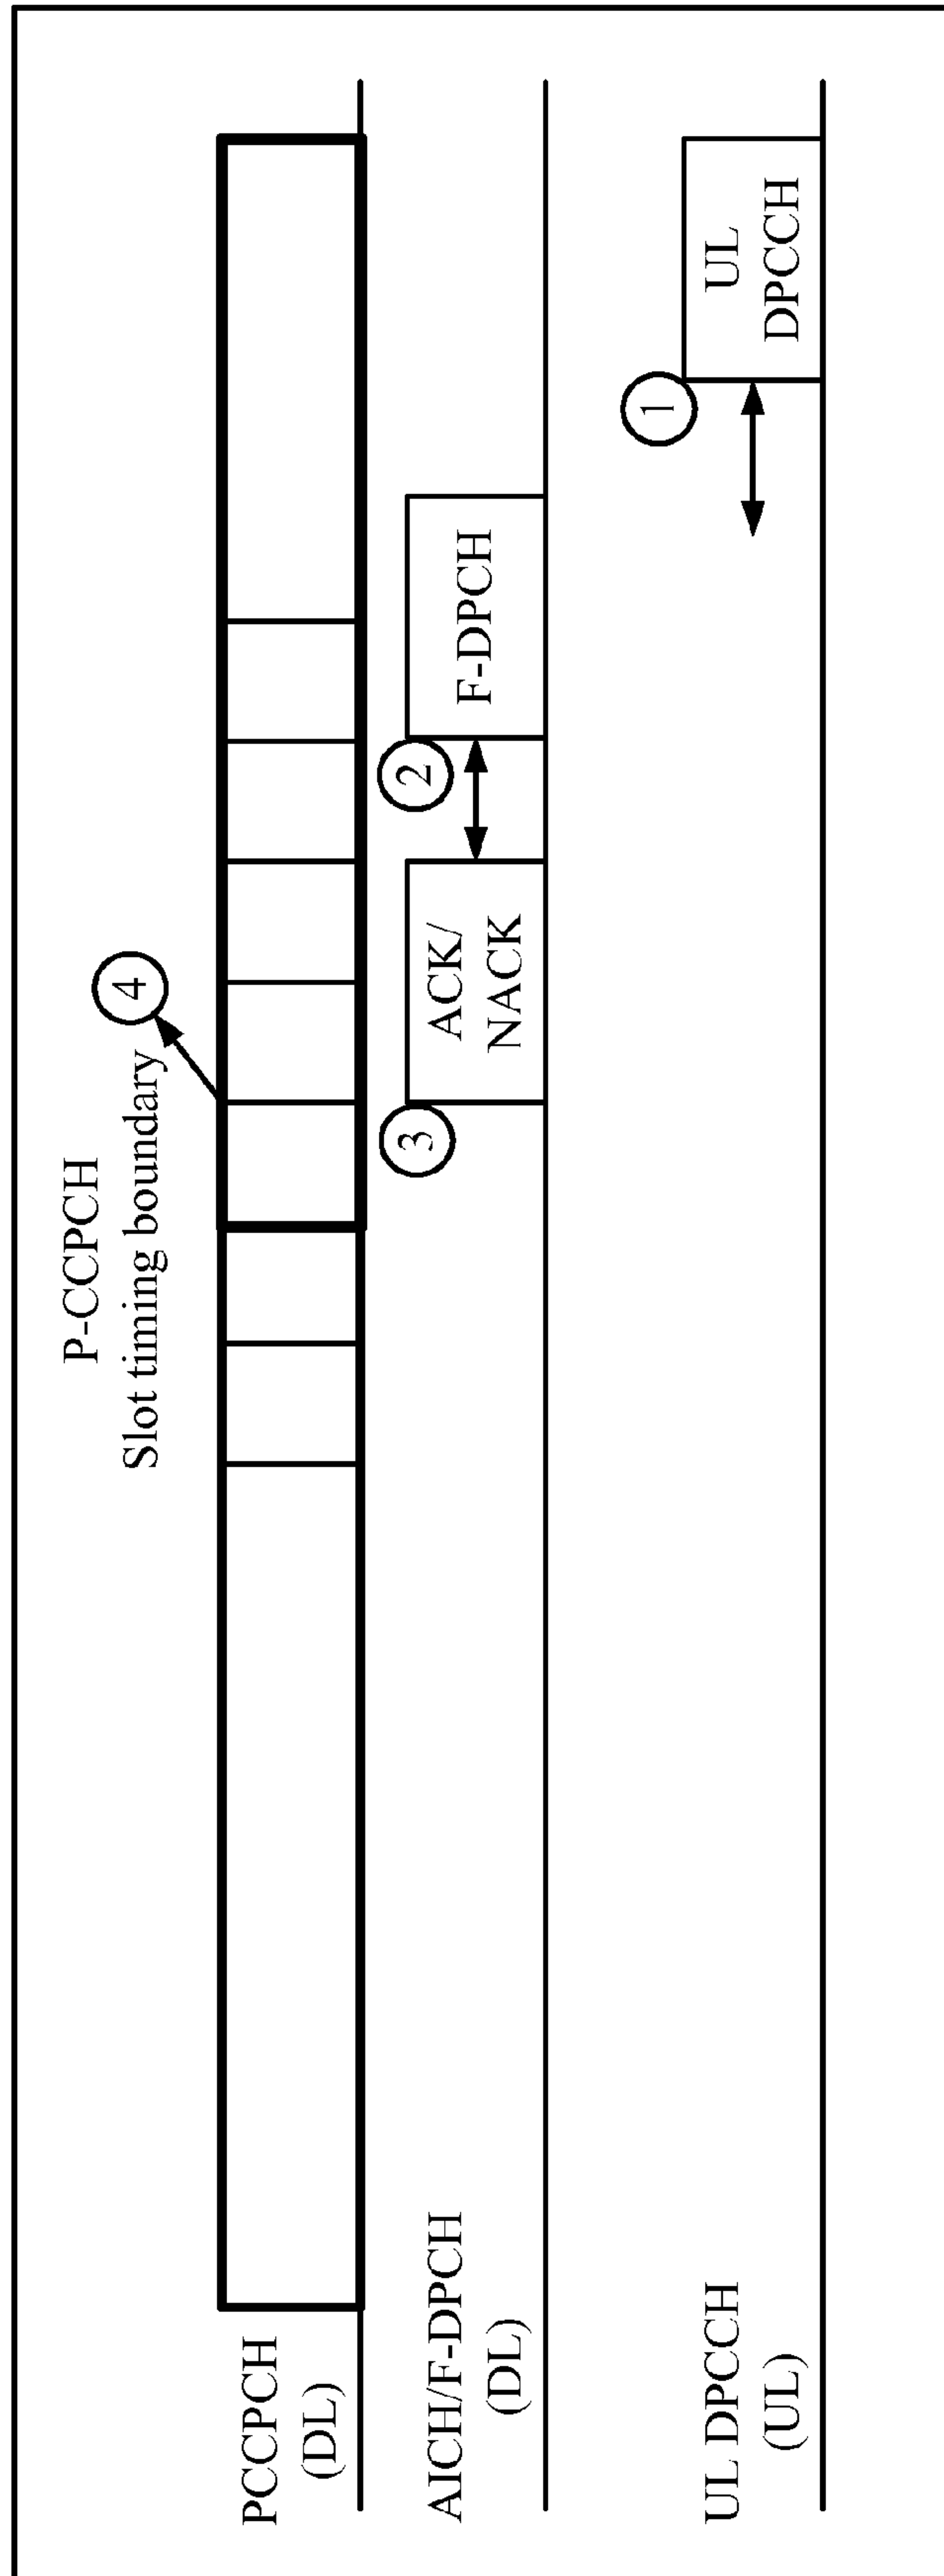 P-CCPCH
Slot timing boundary
4
PCCPCH
(DL)
AICH/F-DPCH
(DL)
3
ACK/
NACK
2
F-DPCH
UL DPCCH
(UL)
1
UL
DPCCH